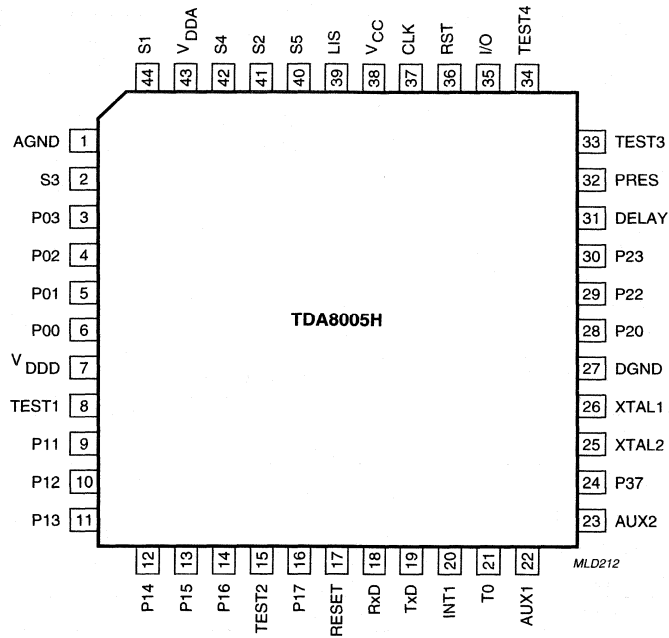 S1
V DDA
S4
S2
S5
LIS
VCC
CLK
RST
I/O
TEST4
44
43
42
41
40
39
38
37
36
35
34
AGND 1
S3 2
P03 3
P02 4
P01 5
P00 6
V DDD 7
TEST1 8
P11 9
P12 10
P13 11
TDA8005H
33 TEST3
32 PRES
31 DELAY
30 P23
29 P22
28 P20
27 DGND
26 XTAL1
25 XTAL2
24 P37
23 AUX2
12
13
14
15
16
17
18
19
20
21
22
P14
P15
P16
TEST2
P17
RESET
RxD
TxD
INT1
T0
AUX1
MLD212